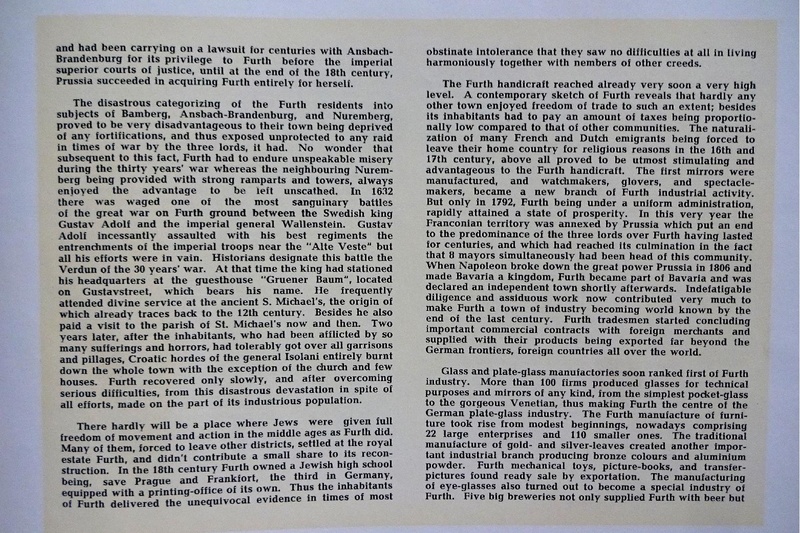 and had been carrying on a lawsuit for centuries with Ansbach-
Brandenburg for its privilege to Furth before the imperial
superior courts of justice, until at the end of the 18th century,
Prussia succeeded in acquiring Furth entirely for herself.
The disastrous categorizing of the Furth residents into
subjects of Bamberg, Ansbach-Brandenburg, and Nuremberg,
proved to be very disadvantageous to their town being deprived
of any fortifications, and thus exposed unprotected to any raid
in times of war by the three lords, it had. No wonder that
subsequent to this fact, Furth had to endure unspeakable misery
during the thirty years' war whereas the neighbouring Nurem-
berg being provided with strong ramparts and towers, always
enjoyed the advantage to be left unscathed. In 1632
there was waged one of the most sanguinary battles
of the great war on Furth ground between the Swedish king
Gustav Adolf and the imperial general Wallenstein. Gustav
Adolf incessantly assaulted with his best regiments the
entrenchments of the imperial troops near the "Alte Veste" but
all his efforts were in vain. Historians designate this battle the
Verdun of the 30 years' war. At that time the king had stationed
his headquarters at the guesthouse "Gruener Baum", located
on Gustavstreet, which bears his name. He frequently
attended divine service at the ancient S. Michael's, the origin of
which already traces back to the 12th century. Besides he also
paid a visit to the parish of St. Michael's now and then. Two
years later, after the inhabitants, who had been afflicted by so
many sufferings and horrors, had tolerably got over all garrisons
and pillages, Croatic hordes of the general Isolani entirely burnt
down the whole town with the exception of the church and few
houses. Furth recovered only slowly, and after overcoming
serious difficulties, from this disastrous devastation in spite of
all efforts, made on the part of its industrious population.
There hardly will be a place where Jews were given full
freedom of movement and action in the middle ages as Furth did.
Many of them, forced to leave other districts, settled at the royal
estate Furth, and didn't contribute a small share to its recon-
struction. In the 18th century Furth owned a Jewish high school
being, save Prague and Frankfort, the third in Germany,
equipped with a printing-office of its own. Thus the inhabitants
of Furth delivered the unequivocal evidence in times of most
obstinate intolerance that they saw no difficulties at all in living
harmoniously together with nembers of other creeds.
The Furth handicraft reached already very soon a very high
level. A contemporary sketch of Furth reveals that hardly any
other town enjoyed freedom of trade to such an extent; besides
its inhabitants had to pay an amount of taxes being proportio-
nally low compared to that of other communities. The naturali-
zation of many French and Dutch emigrants being forced to
leave their home country for religious reasons in the 16th and
17th century, above all proved to be utmost stimulating and
advantageous to the Furth handicraft. The first mirrors were
manufactured, and watchmakers, glovers, and spectacle-
makers, became a new branch of Furth industrial activity.
But only in 1792, Furth being under a uniform administration,
rapidly attained a state of prosperity. In this very year the
Franconian territory was annexed by Prussia which put an end
to the predominance of the three lords over Furth having lasted
for centuries, and which had reached its culmination in the fact
that 8 mayors simultaneously had been head of this community.
When Napoleon broke down the great power Prussia in 1806 and
made Bavaria a kingdom, Furth became part of Bavaria and was
declared an independent town shortly afterwards. Indefatigable
diligence and assiduous work now contributed very much to
make Furth a town of industry becoming world known by the
end of the last century. Furth tradesmen started concluding
important commercial contracts with foreign merchants and
supplied with their products being exported far beyond the
German frontiers, foreign countries all over the world.
Glass and plate-glass manufactories soon ranked first of Furth
industry. More than 100 firms produced glasses for technical
purposes and mirrors of any kind, from the simplest pocket-glass
to the gorgeous Venetian, thus making Furth the centre of the
German plate-glass industry. The Furth manufacture of furni-
ture took rise from modest beginnings, nowadays comprising
22 large enterprises and 110 smaller ones. The traditional
manufacture of gold- and silver-leaves created another impor-
tant industrial branch producing bronze colours and aluminium
powder. Furth mechanical toys, picture-books, and transfer-
pictures found ready sale by exportation. The manufacturing
of eye-glasses also turned out to become a special industry of
Furth. Five big breweries not only supplied Furth with beer but